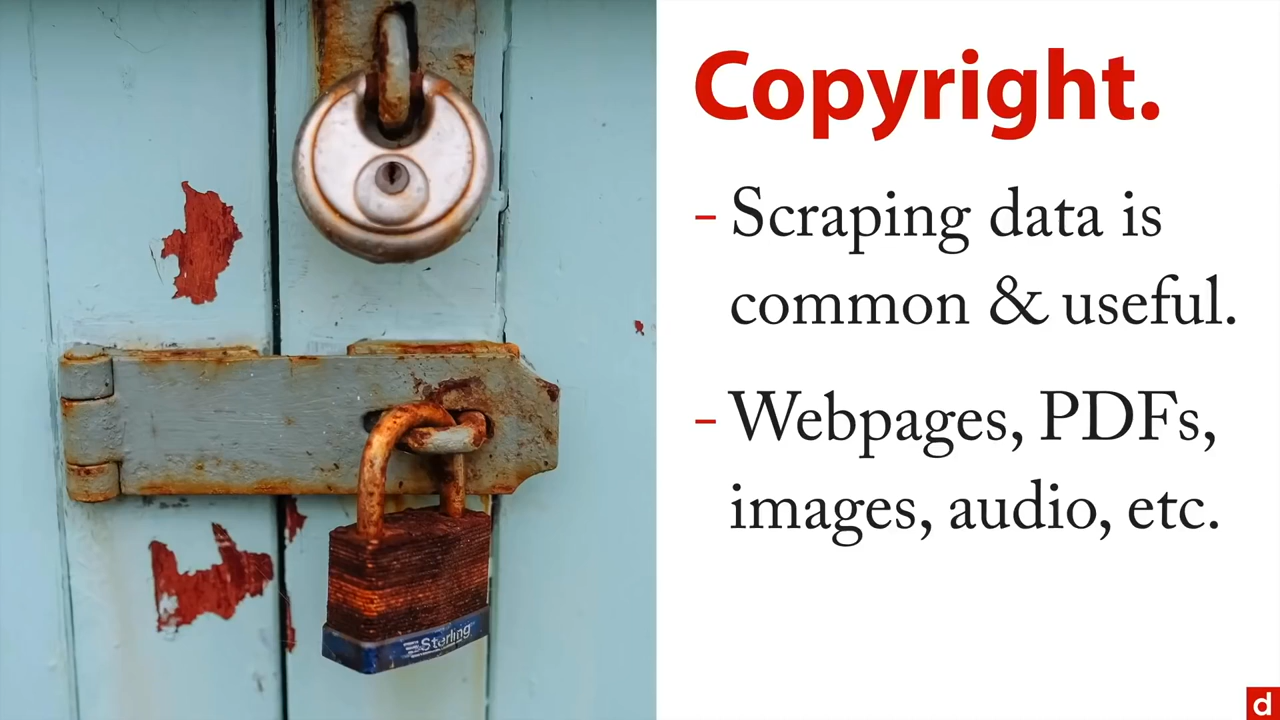 Copyright.
- Scraping data is
common & useful.
- Webpages, PDFs,
images, audio, etc.
Sterling
d